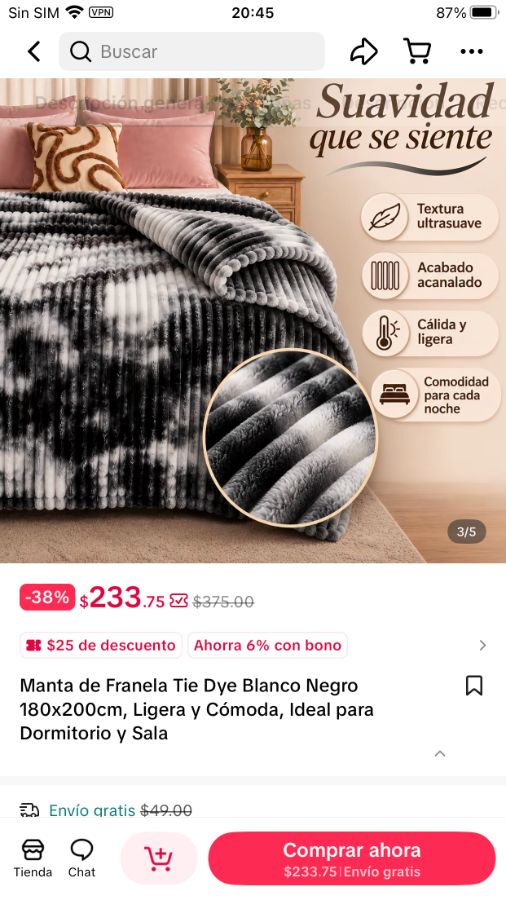 Sin SIM VPN 20:45 87%
Buscar
Descripción general
Suavidad
que se siente
Textura
ultrasuave
Acabado
acanalado
Cálida y
ligera
Comodidad
para cada
noche
3/5
-38% $233.75 $375.00
$25 de descuento Ahorra 6% con bono
Manta de Franela Tie Dye Blanco Negro
180x200cm, Ligera y Cómoda, Ideal para
Dormitorio y Sala
Envío gratis $49.00
Tienda Chat
Comprar ahora
$233.75 | Envío gratis